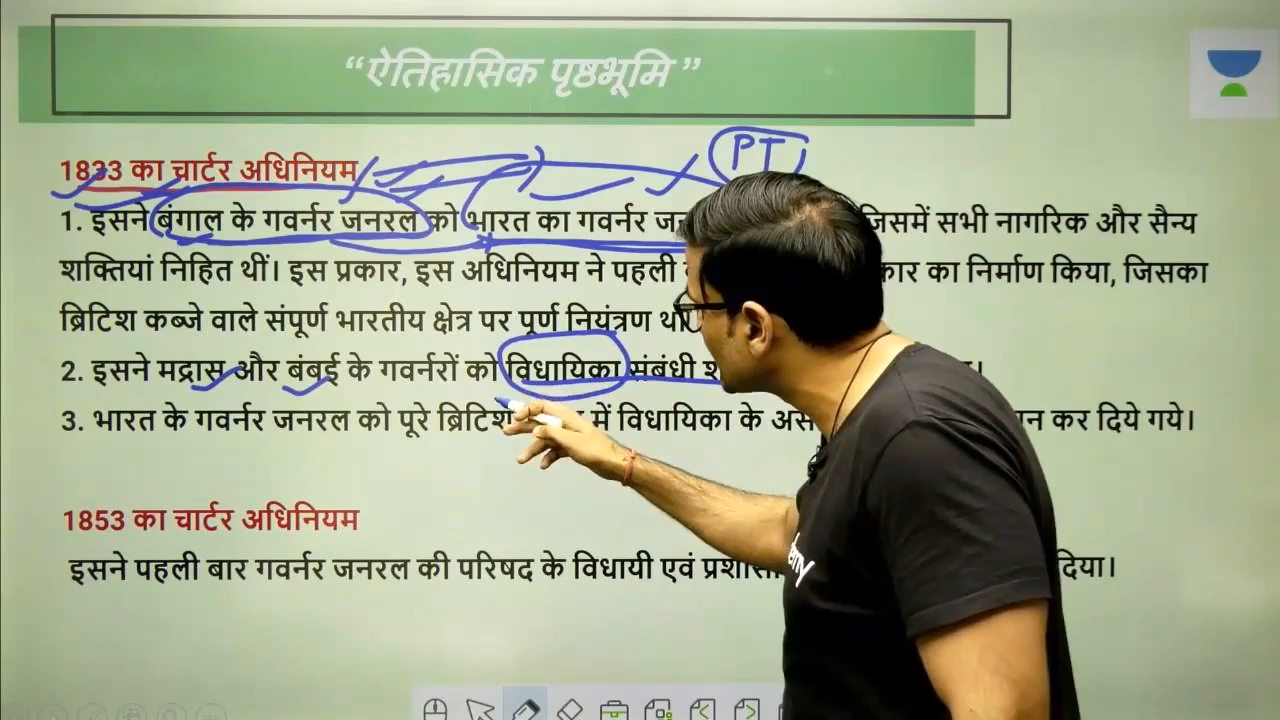 “ऐतिहासिक पृष्ठभूमि”
PT
1833 का चार्टर अधिनियम
1. इसने बंगाल के गवर्नर जनरल को भारत का गवर्नर जिसमें सभी नागरिक और सैन्य
शक्तियां निहित थीं। इस प्रकार, इस अधिनियम ने पहली का निर्माण किया, जिसका
ब्रिटिश कब्जे वाले संपूर्ण भारतीय क्षेत्र पर पूर्ण नियंत्रण
2. इसने मद्रास और बंबई के गवर्नरों को विधायिका संबंधी
3. भारत के गवर्नर जनरल को पूरे ब्रिटिश में विधायिका के कर दिये गये।
1853 का चार्टर अधिनियम
इसने पहली बार गवर्नर जनरल की परिषद के विधायी एवं दिया।